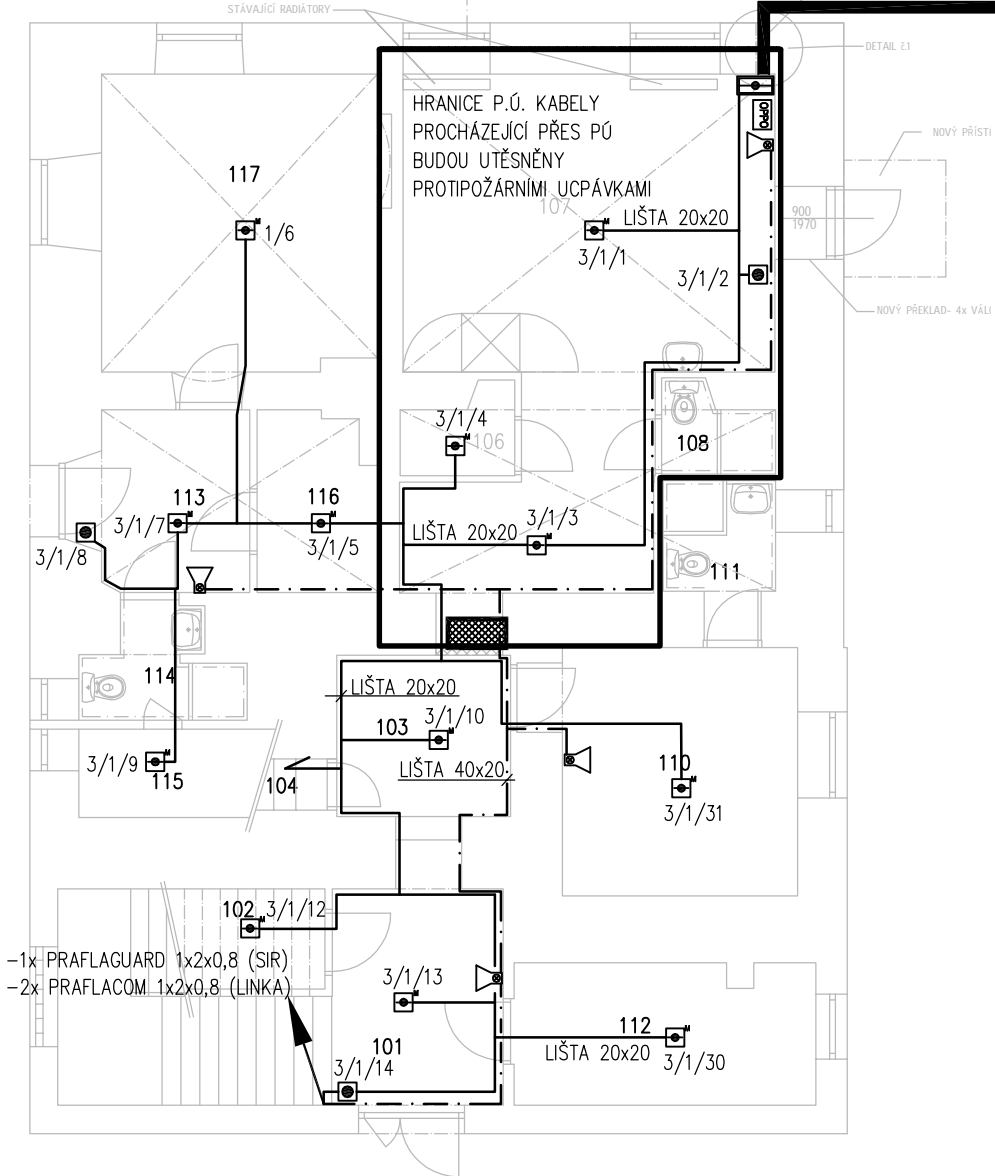 STÁVAJÍCÍ RADIÁTORY
DETAIL č.1
HRANICE P.Ú. KABELY
PROCHÁZEJÍCÍ PŘES PÚ
BUDOU UTĚSNĚNY
PROTIPOŽÁRNÍMI UCPÁVKAMI
OPPO
NOVÝ PŘÍSTŘ
117
1/6
107
LIŠTA 20x20
3/1/1
900
1970
3/1/2
NOVÝ PŘEKLAD- 4x VÁLC
3/1/4
106
108
113
3/1/7
116
3/1/5
LIŠTA 20x20
3/1/3
3/1/8
111
114
LIŠTA 20x20
103
3/1/10
3/1/9
115
104
LIŠTA 40x20
110
3/1/31
102
3/1/12
-1x PRAFLAGUARD 1x2x0,8 (SIR)
-2x PRAFLACOM 1x2x0,8 (LINKA)
3/1/13
101
3/1/14
112
LIŠTA 20x20
3/1/30